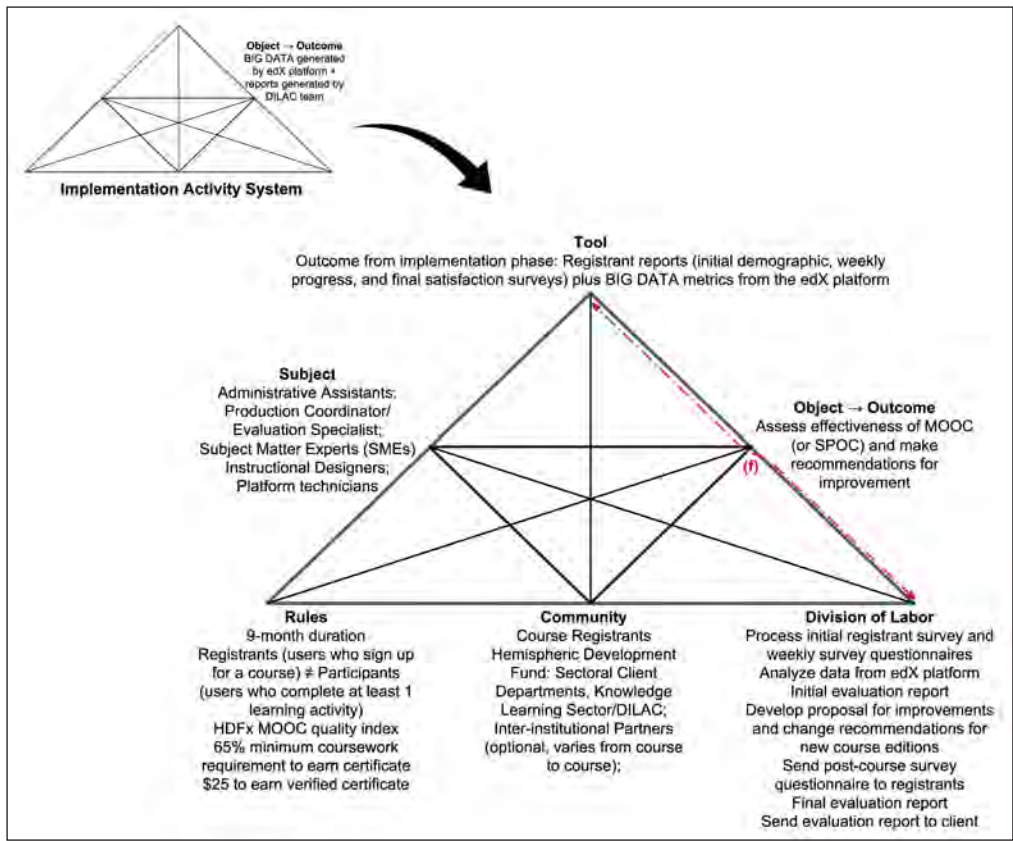 Object → Outcome
BIG DATA generated
by edX platform +
reports generated by
DILAC team
Implementation Activity System
Tool
Outcome from implementation phase: Registrant reports (initial demographic, weekly
progress, and final satisfaction surveys) plus BIG DATA metrics from the edX platform
Subject
Administrative Assistants;
Production Coordinator/
Evaluation Specialist;
Subject Matter Experts (SMEs)
Instructional Designers;
Platform technicians
Object → Outcome
Assess effectiveness of MOOC
(or SPOC) and make
recommendations for
improvement
(f)
Rules
9-month duration
Registrants (users who sign up
for a course) ≠ Participants
(users who complete at least 1
learning activity)
HDFx MOOC quality index
65% minimum coursework
requirement to earn certificate
$25 to earn verified certificate
Community
Course Registrants
Hemispheric Development
Fund: Sectoral Client
Departments, Knowledge
Learning Sector/DILAC;
Inter-institutional Partners
(optional, varies from course
to course);
Division of Labor
Process initial registrant survey and
weekly survey questionnaires
Analyze data from edX platform
Initial evaluation report
Develop proposal for improvements
and change recommendations for
new course editions
Send post-course survey
questionnaire to registrants
Final evaluation report
Send evaluation report to client